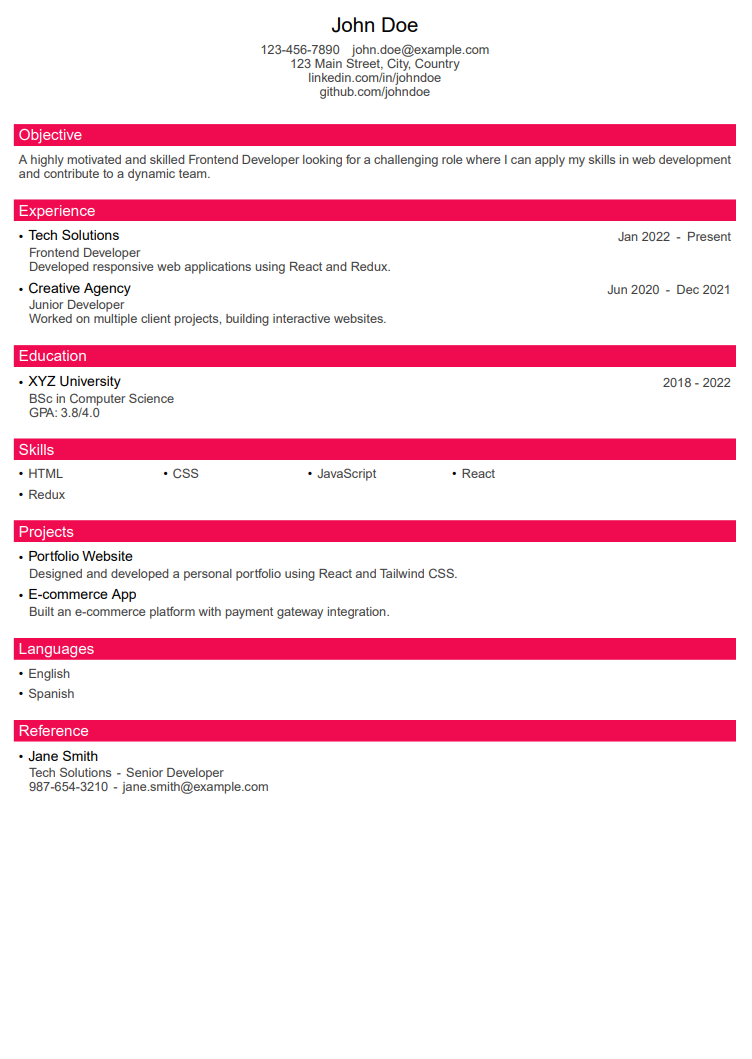 John Doe
123-456-7890 john.doe@example.com
123 Main Street, City, Country
linkedin.com/in/johndoe
github.com/johndoe
Objective
A highly motivated and skilled Frontend Developer looking for a challenging role where I can apply my skills in web development
and contribute to a dynamic team.
Experience
• Tech Solutions Jan 2022 - Present
Frontend Developer
Developed responsive web applications using React and Redux.
• Creative Agency Jun 2020 - Dec 2021
Junior Developer
Worked on multiple client projects, building interactive websites.
Education
• XYZ University 2018 - 2022
BSc in Computer Science
GPA: 3.8/4.0
Skills
• HTML • CSS • JavaScript • React
• Redux
Projects
• Portfolio Website
Designed and developed a personal portfolio using React and Tailwind CSS.
• E-commerce App
Built an e-commerce platform with payment gateway integration.
Languages
• English
• Spanish
Reference
• Jane Smith
Tech Solutions - Senior Developer
987-654-3210 - jane.smith@example.com